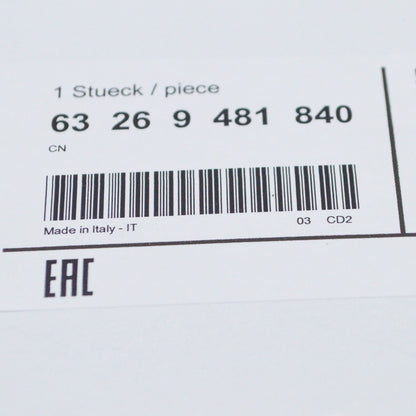 1 Stueck / piece
63 26 9 481 840
CN
Made in Italy - IT 03 CD2
EAC